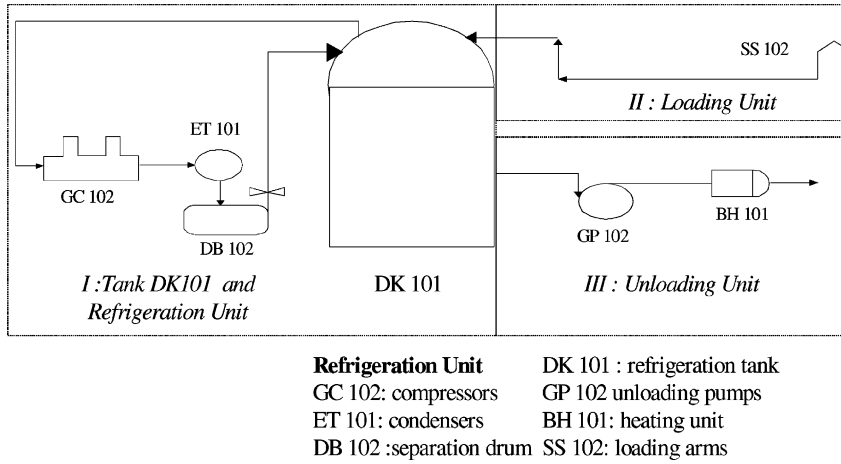 SS 102
II : Loading Unit
ET 101
GC 102
DB 102
GP 102
BH 101
I :Tank DK101 and
Refrigeration Unit
DK 101
III : Unloading Unit
Refrigeration Unit
DK 101 : refrigeration tank
GC 102: compressors
GP 102 unloading pumps
ET 101: condensers
BH 101: heating unit
DB 102 :separation drum
SS 102: loading arms